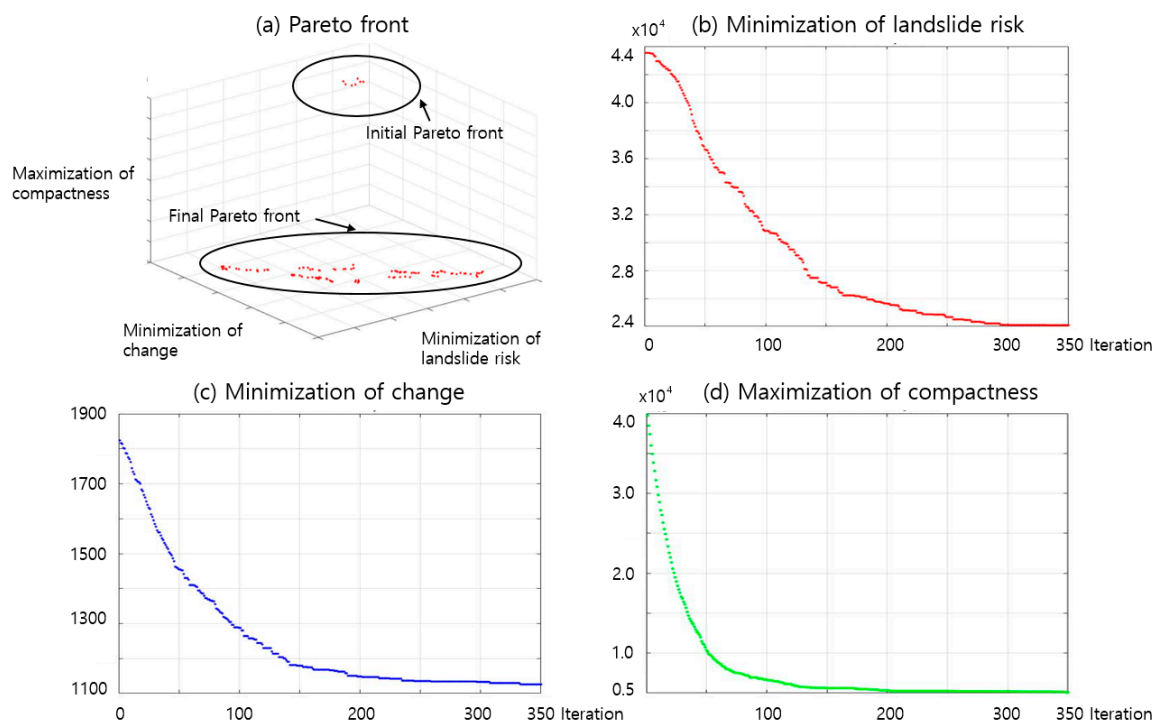 (a) Pareto front
Initial Pareto front
Maximization of
compactness
Final Pareto front
Minimization of
change
Minimization of
landslide risk
(b) Minimization of landslide risk
x10⁴
4.4
4.0
3.6
3.2
2.8
2.4
0 100 200 300 350 Iteration
(c) Minimization of change
1900
1700
1500
1300
1100
0 100 200 300 350 Iteration
(d) Maximization of compactness
x10⁴
4.0
3.0
2.0
1.0
0.5
0 100 200 300 350 Iteration